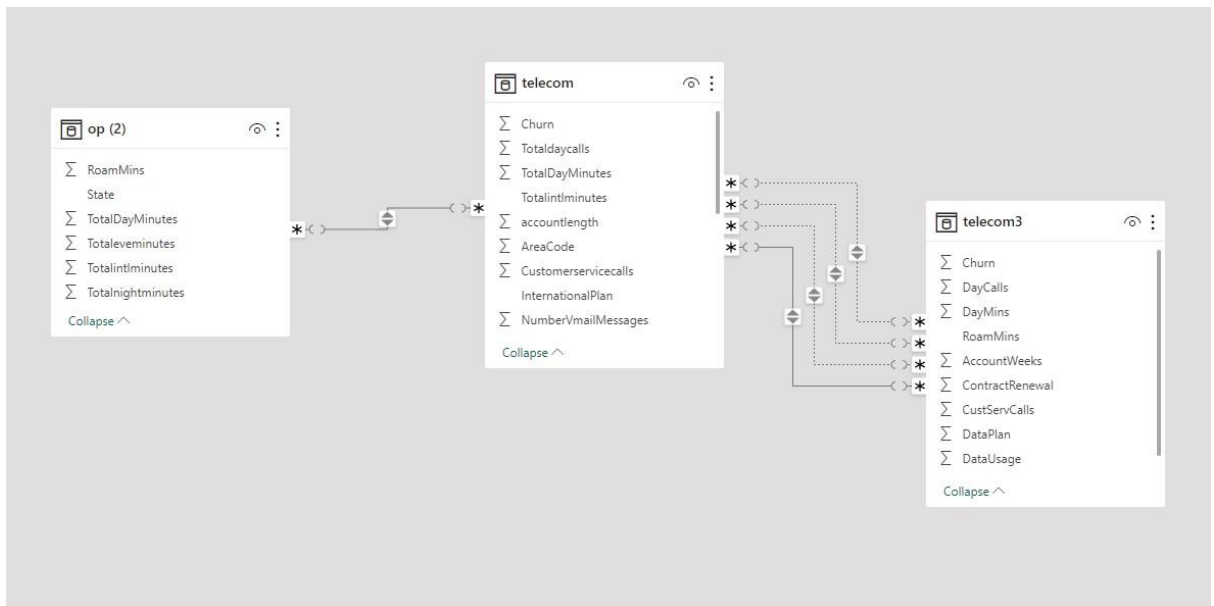 op (2)
Σ RoamMins
State
Σ TotalDayMinutes
Σ Totaleveminutes
Σ Totalintlminutes
Σ Totalnightminutes
Collapse
telecom
Σ Churn
Σ Totaldaycalls
Σ TotalDayMinutes
Totalintlminutes
Σ accountlength
Σ AreaCode
Σ Customerservicecalls
InternationalPlan
Σ NumberVmailMessages
Collapse
telecom3
Σ Churn
Σ DayCalls
Σ DayMins
RoamMins
Σ AccountWeeks
Σ ContractRenewal
Σ CustServCalls
Σ DataPlan
Σ DataUsage
Collapse